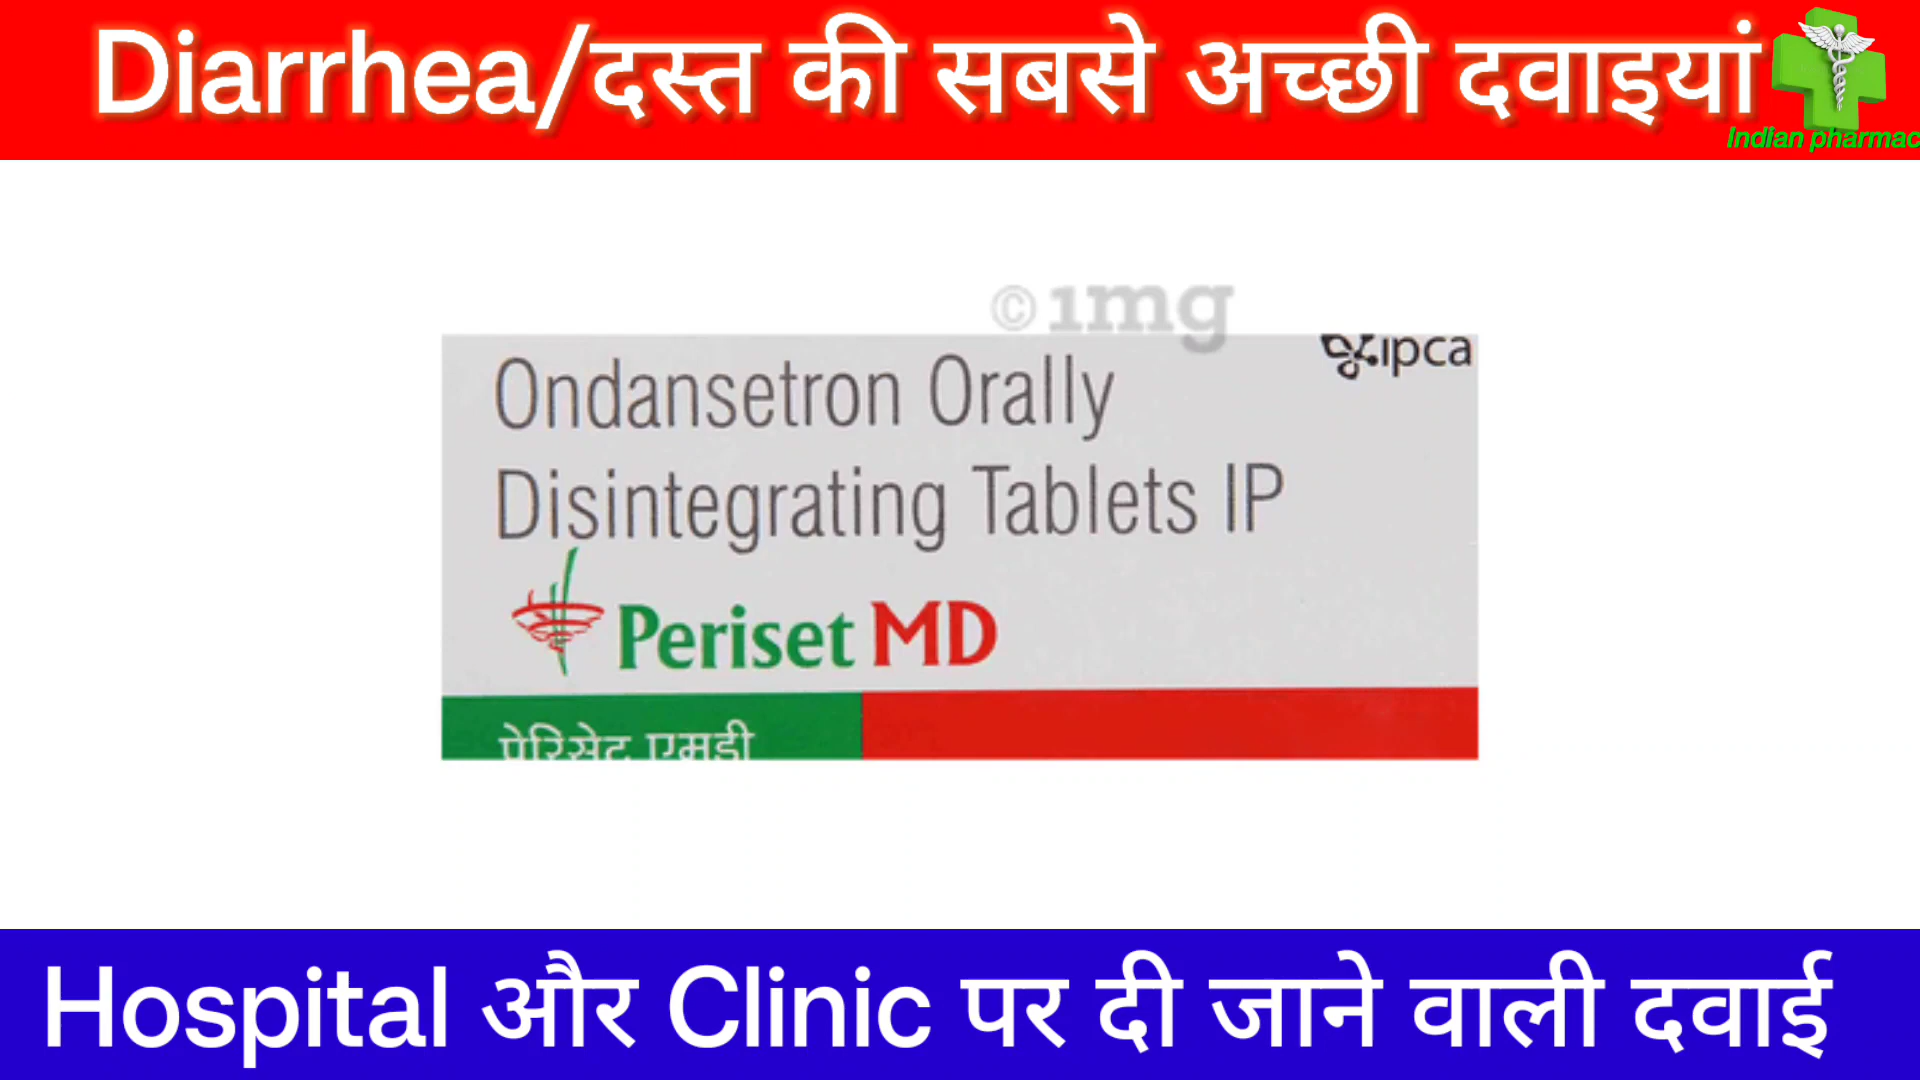 Diarrhea/दस्त की सबसे अच्छी दवाइयां
Indian pharmac
©1mg
ipca
Ondansetron Orally
Disintegrating Tablets IP
Periset MD
पेरिसेट एमडी
Hospital और Clinic पर दी जाने वाली दवाई